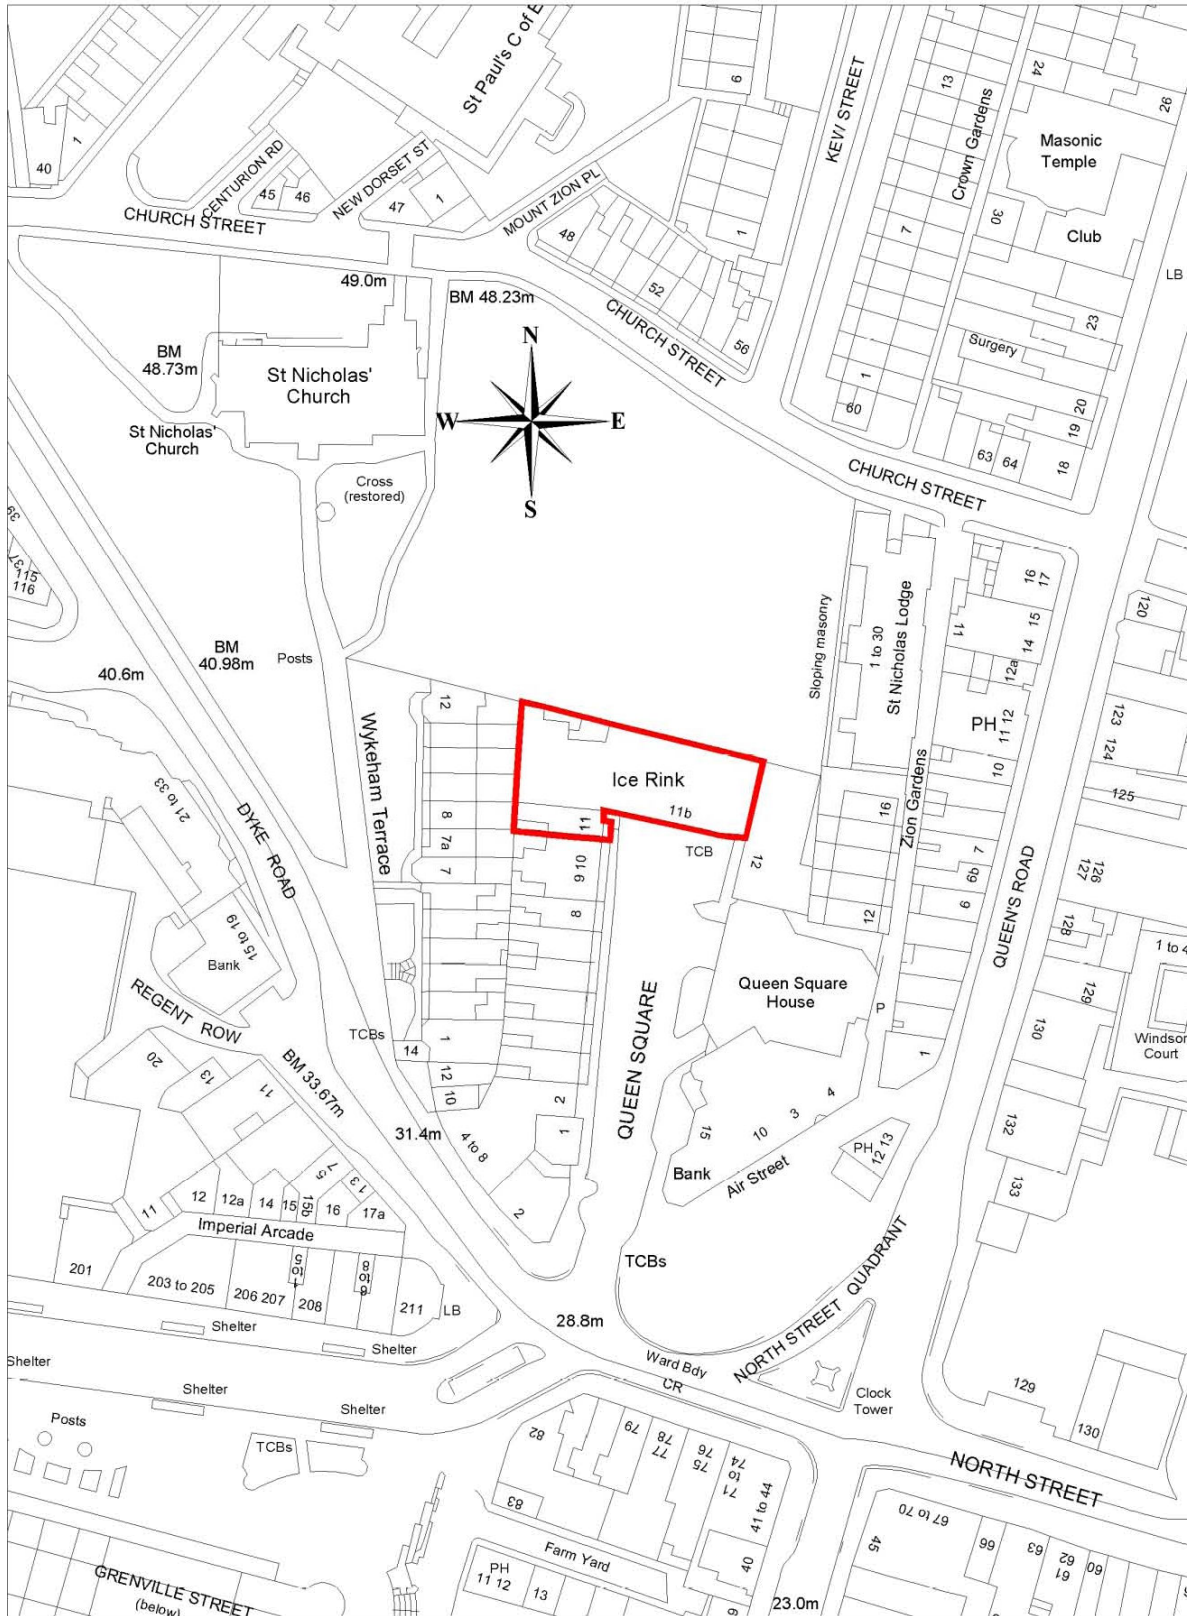 St Paul's C of E
6
KEW STREET
13
Crown Gardens
24
26
Masonic
Temple
40
1
CENTURION RD
45
46
NEW DORSET ST
47
1
MOUNT ZION PL
48
1
7
30
Club
LB
CHURCH STREET
49.0m
BM 48.23m
52
CHURCH STREET
56
23
Surgery
BM
48.73m
St Nicholas'
Church
St Nicholas'
Church
N
W
E
S
1
60
20
19
18
63
64
CHURCH STREET
Cross
(restored)
39
37
115
116
BM
40.98m
40.6m
Posts
Sloping masonry
1 to 30
St Nicholas Lodge
11
16
17
15
14
12a
120
12
11
PH
10
123
124
125
Wykeham Terrace
12
Ice Rink
11b
11
8
7a
7
TCB
12
16
Zion Gardens
7
6b
6
126
127
128
1 to 4
21 to 33
DYKE ROAD
15 to 19
Bank
10
9
8
12
QUEEN'S ROAD
129
130
Windsor
Court
REGENT ROW
TCBs
14
1
12
10
QUEEN SQUARE
Queen Square
House
P
1
20
13
11
BM 33.67m
31.4m
4 to 8
2
1
2
15
10
3
4
Bank
Air Street
PH
12 13
132
133
11
12
12a
14
15
15b
16
17a
5
7
13
Imperial Arcade
201
203 to 205
206 207
208
1 to 5
6 to 8
211
LB
TCBs
28.8m
NORTH STREET QUADRANT
Shelter
Shelter
Shelter
Shelter
Shelter
Ward Bdy
CR
Clock
Tower
129
130
Posts
TCBs
82
83
79
78
77
76
75
74
to
71
41 to 44
40
NORTH STREET
67 to 70
45
66
63
62
61
60
Farm Yard
PH
11 12
13
9
23.0m
GRENVILLE STREET
(below)